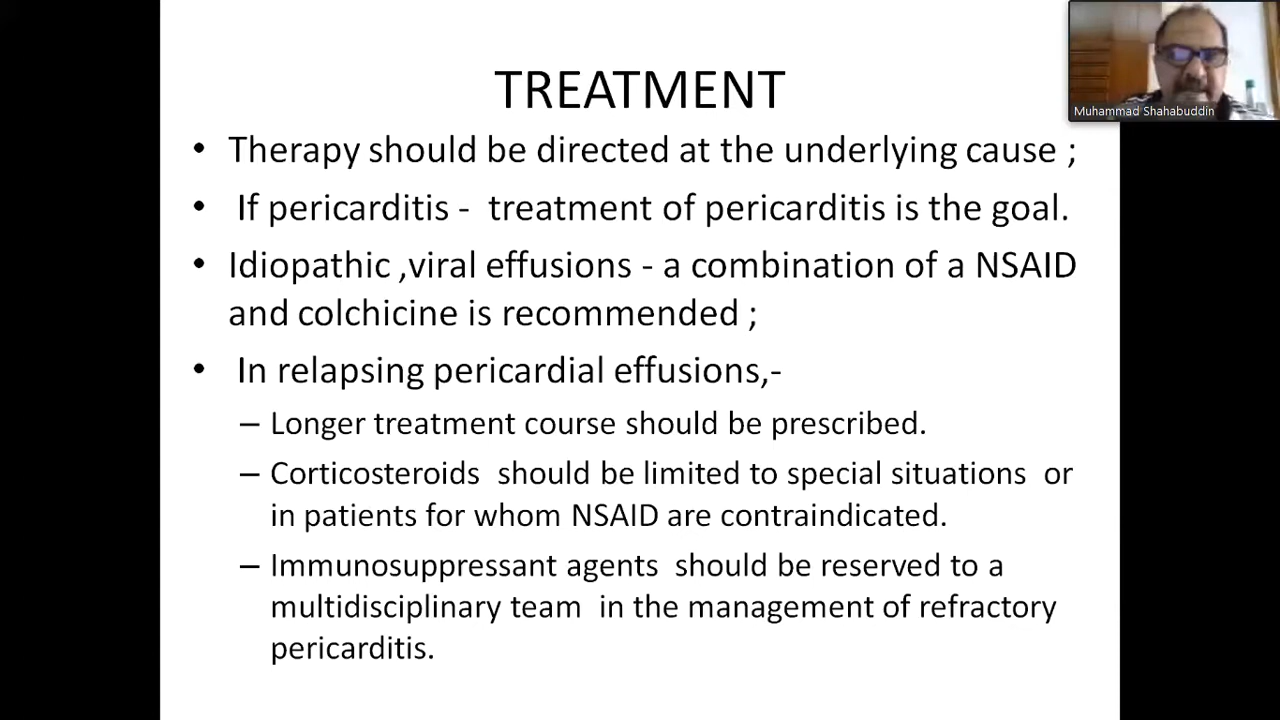 Muhammad Shahabuddin
TREATMENT
• Therapy should be directed at the underlying cause ;
• If pericarditis - treatment of pericarditis is the goal.
• Idiopathic ,viral effusions - a combination of a NSAID
and colchicine is recommended ;
• In relapsing pericardial effusions,-
– Longer treatment course should be prescribed.
– Corticosteroids should be limited to special situations or
in patients for whom NSAID are contraindicated.
– Immunosuppressant agents should be reserved to a
multidisciplinary team in the management of refractory
pericarditis.